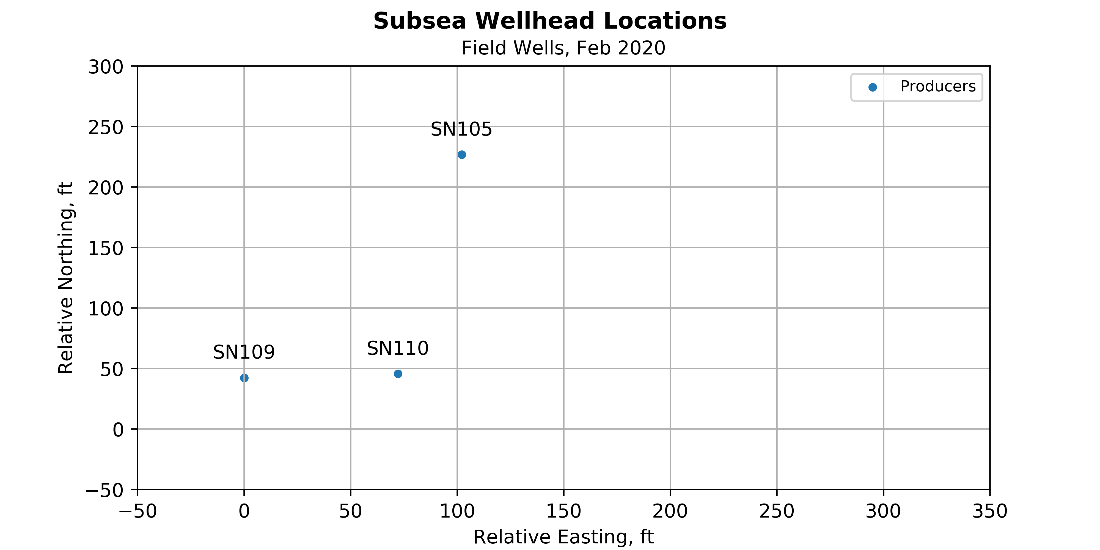 Subsea Wellhead Locations
Field Wells, Feb 2020
300
Producers
250
SN105
200
150
100
SN109
SN110
50
0
−50
−50 0 50 100 150 200 250 300 350
Relative Northing, ft
Relative Easting, ft